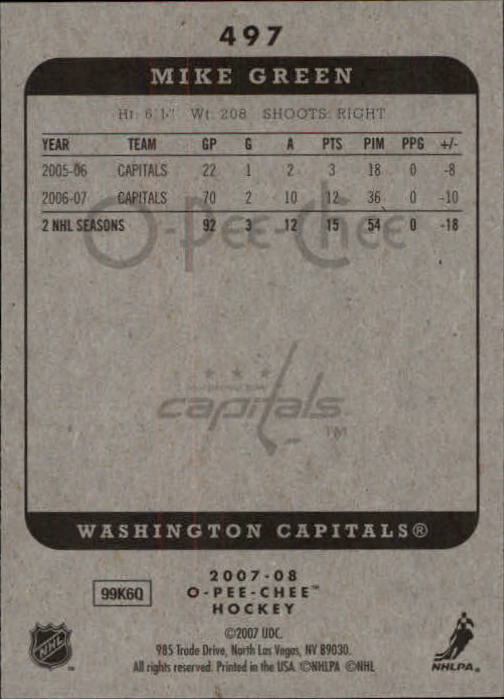 497
MIKE GREEN
Ht: 6'1" Wt: 208 SHOOTS: RIGHT
YEAR TEAM GP G A PTS PIM PPG +/-
2005-06 CAPITALS 22 1 2 3 18 0 -8
2006-07 CAPITALS 70 2 10 12 36 0 -10
2 NHL SEASONS 92 3 12 15 54 0 -18
O-Pee-Chee
capitals TM
WASHINGTON CAPITALS®
2007-08
99K6Q O-PEE-CHEE™
HOCKEY
©2007 UDC.
985 Trade Drive, North Las Vegas, NV 89030.
All rights reserved. Printed in the USA. ©NHLPA ©NHL
NHL ™
NHLPA®